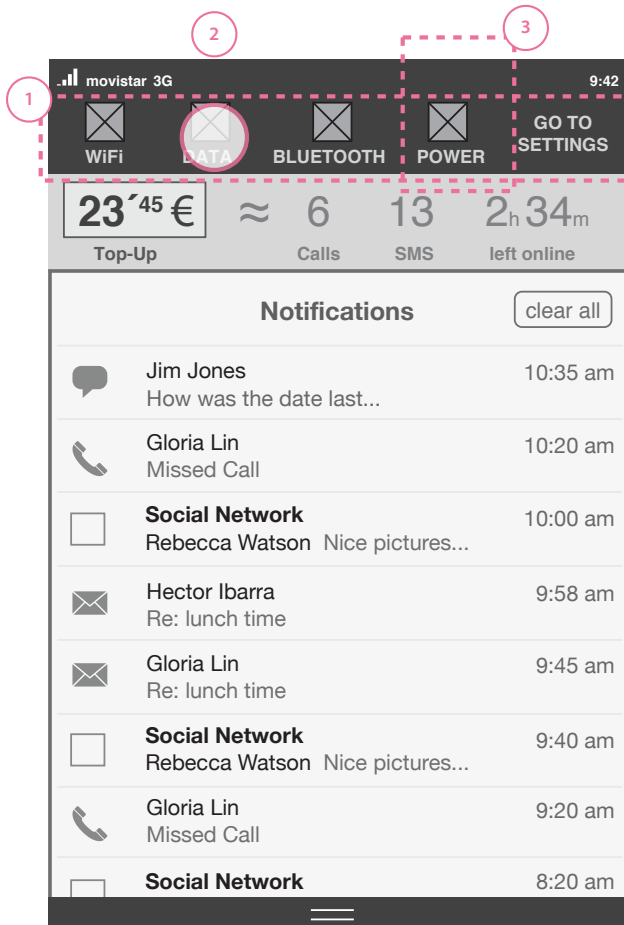 2
3
1
movistar 3G 9:42
WiFi DATA BLUETOOTH POWER GO TO SETTINGS
23´45 € ≈ 6 13 2h 34m
Top-Up Calls SMS left online
Notifications clear all
Jim Jones 10:35 am
How was the date last...
Gloria Lin 10:20 am
Missed Call
Social Network 10:00 am
Rebecca Watson Nice pictures...
Hector Ibarra 9:58 am
Re: lunch time
Gloria Lin 9:45 am
Re: lunch time
Social Network 9:40 am
Rebecca Watson Nice pictures...
Gloria Lin 9:20 am
Missed Call
Social Network 8:20 am